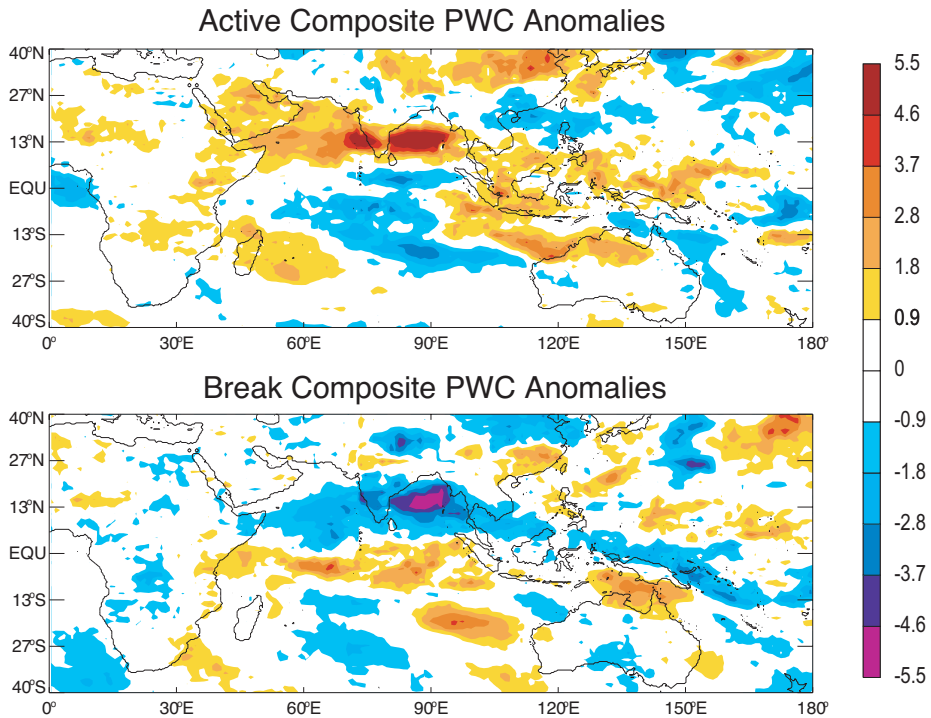 Active Composite PWC Anomalies
40°N
27°N
13°N
EQU
13°S
27°S
40°S
0°
30°E
60°E
90°E
120°E
150°E
180°
Break Composite PWC Anomalies
40°N
27°N
13°N
EQU
13°S
27°S
40°S
0°
30°E
60°E
90°E
120°E
150°E
180°
5.5
4.6
3.7
2.8
1.8
0.9
0
-0.9
-1.8
-2.8
-3.7
-4.6
-5.5